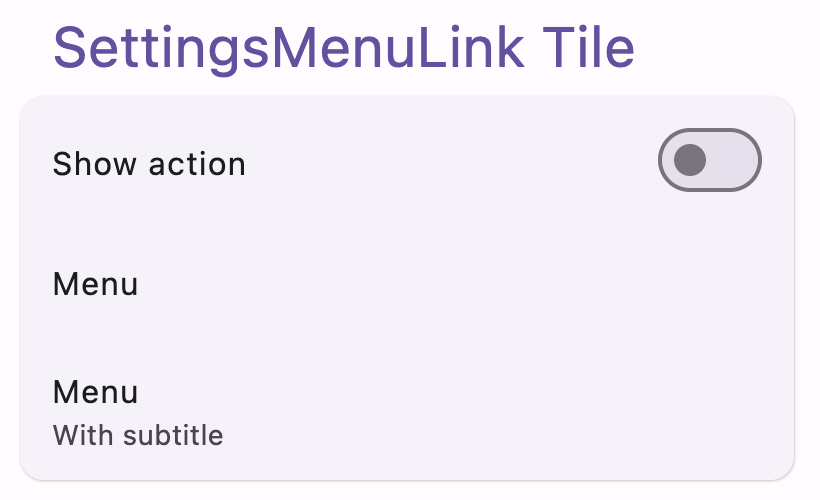 SettingsMenuLink Tile
Show action
Menu
Menu
With subtitle